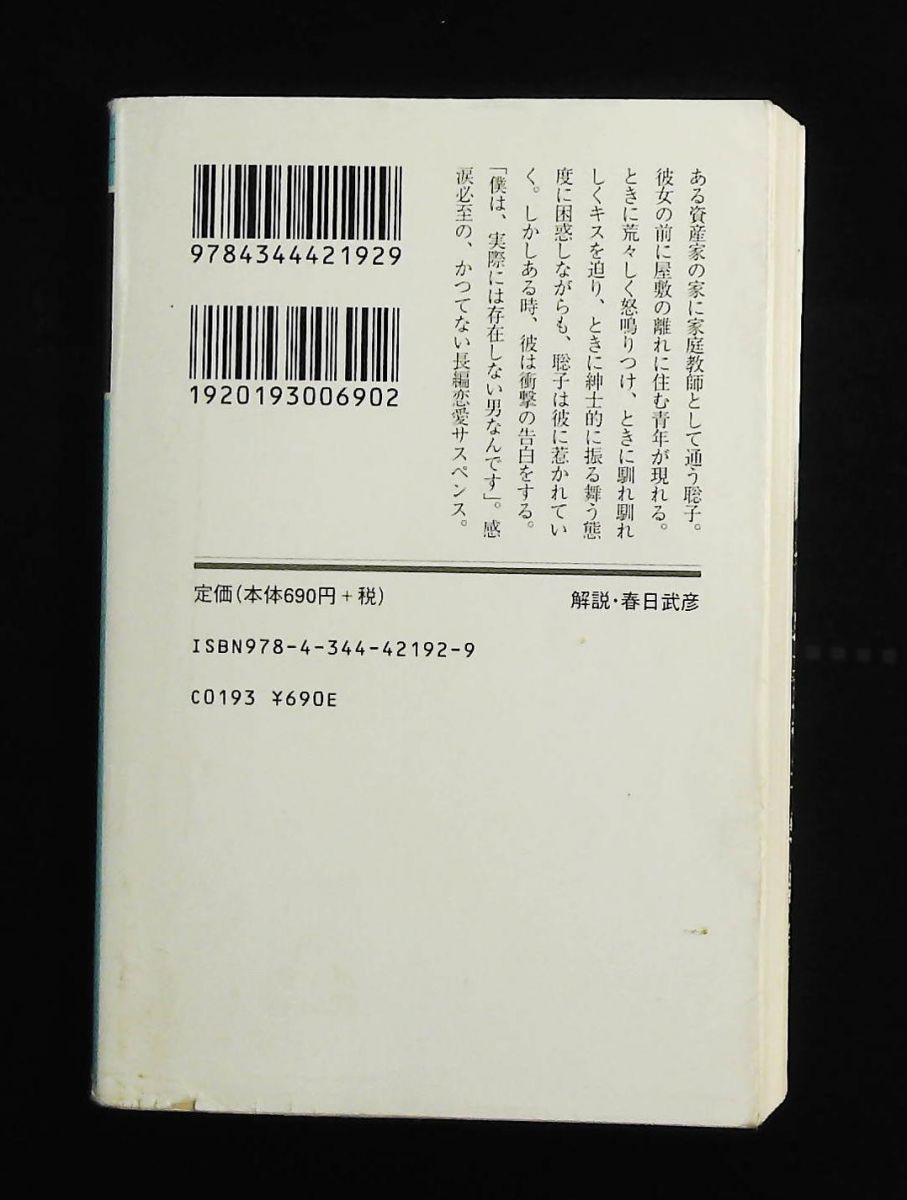 ある資産家の家に家庭教師として通う聡子。
彼女の前に屋敷の離れに住む青年が現れる。
ときに荒々しく怒鳴りつけ、ときに馴れ馴れ
しくキスを迫り、ときに紳士的に振る舞う態
度に困惑しながらも、聡子は彼に惹かれてい
く。しかしある時、彼は衝撃の告白をする。
「僕は、実際には存在しない男なんです」。感
涙必至の、かつてない長編恋愛サスペンス。
9784344421929
1920193006902
定価(本体690円+税)
解説・春日武彦
ISBN978-4-344-42192-9
C0193 ¥690E